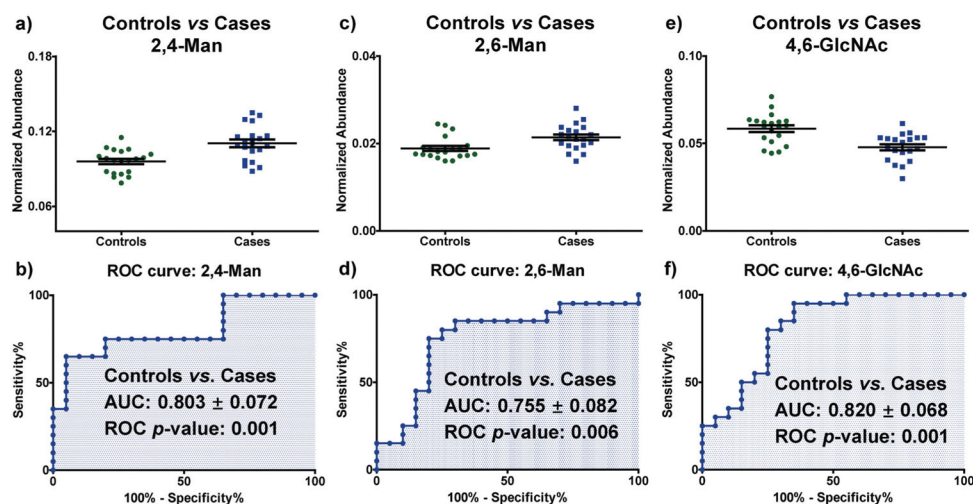 a)
Controls vs Cases
2,4-Man
Normalized Abundance
0.18
0.12
0.06
Controls
Cases
c)
Controls vs Cases
2,6-Man
Normalized Abundance
0.04
0.02
0.00
Controls
Cases
e)
Controls vs Cases
4,6-GlcNAc
Normalized Abundance
0.10
0.05
0.00
Controls
Cases
b)
ROC curve: 2,4-Man
Sensitivity%
100
50
0
0
50
100
100% - Specificity%
Controls vs. Cases
AUC: 0.803 ± 0.072
ROC p-value: 0.001
d)
ROC curve: 2,6-Man
Sensitivity%
100
50
0
0
50
100
100% - Specificity%
Controls vs. Cases
AUC: 0.755 ± 0.082
ROC p-value: 0.006
f)
ROC curve: 4,6-GlcNAc
Sensitivity%
100
50
0
0
50
100
100% - Specificity%
Controls vs. Cases
AUC: 0.820 ± 0.068
ROC p-value: 0.001